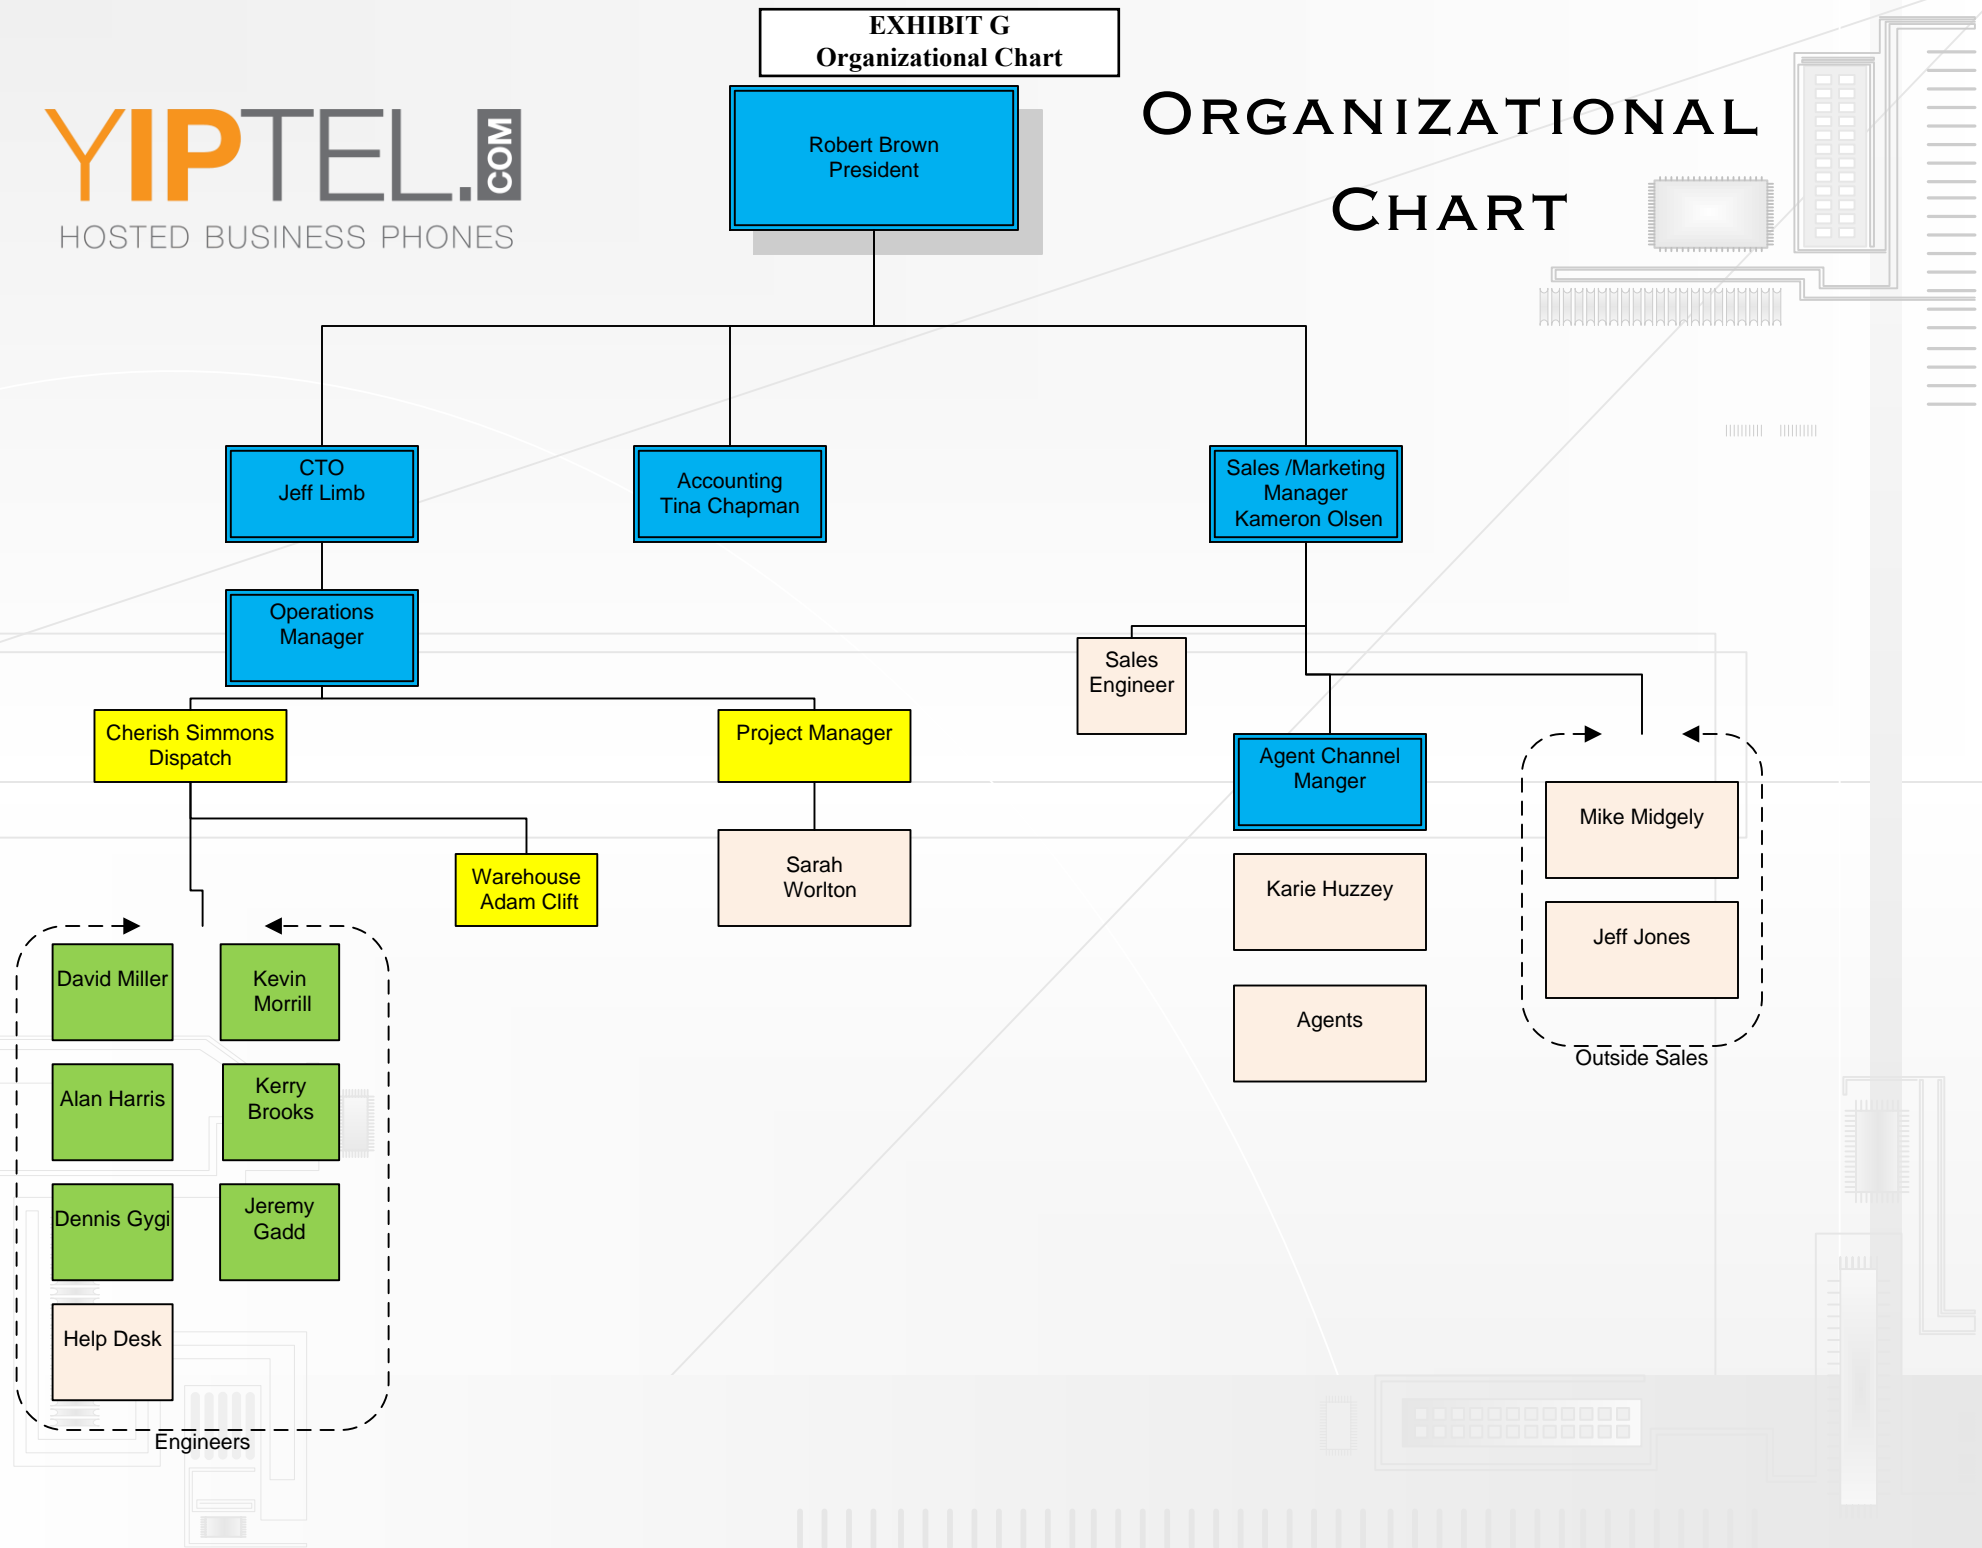 EXHIBIT G
Organizational Chart
YIPTEL.COM
HOSTED BUSINESS PHONES
ORGANIZATIONAL
CHART
Robert Brown
President
CTO
Jeff Limb
Accounting
Tina Chapman
Sales /Marketing
Manager
Kameron Olsen
Operations
Manager
Sales
Engineer
Cherish Simmons
Dispatch
Project Manager
Agent Channel
Manger
Mike Midgely
Warehouse
Adam Clift
Sarah
Worlton
Karie Huzzey
Jeff Jones
David Miller
Kevin
Morrill
Agents
Outside Sales
Alan Harris
Kerry
Brooks
Dennis Gygi
Jeremy
Gadd
Help Desk
Engineers